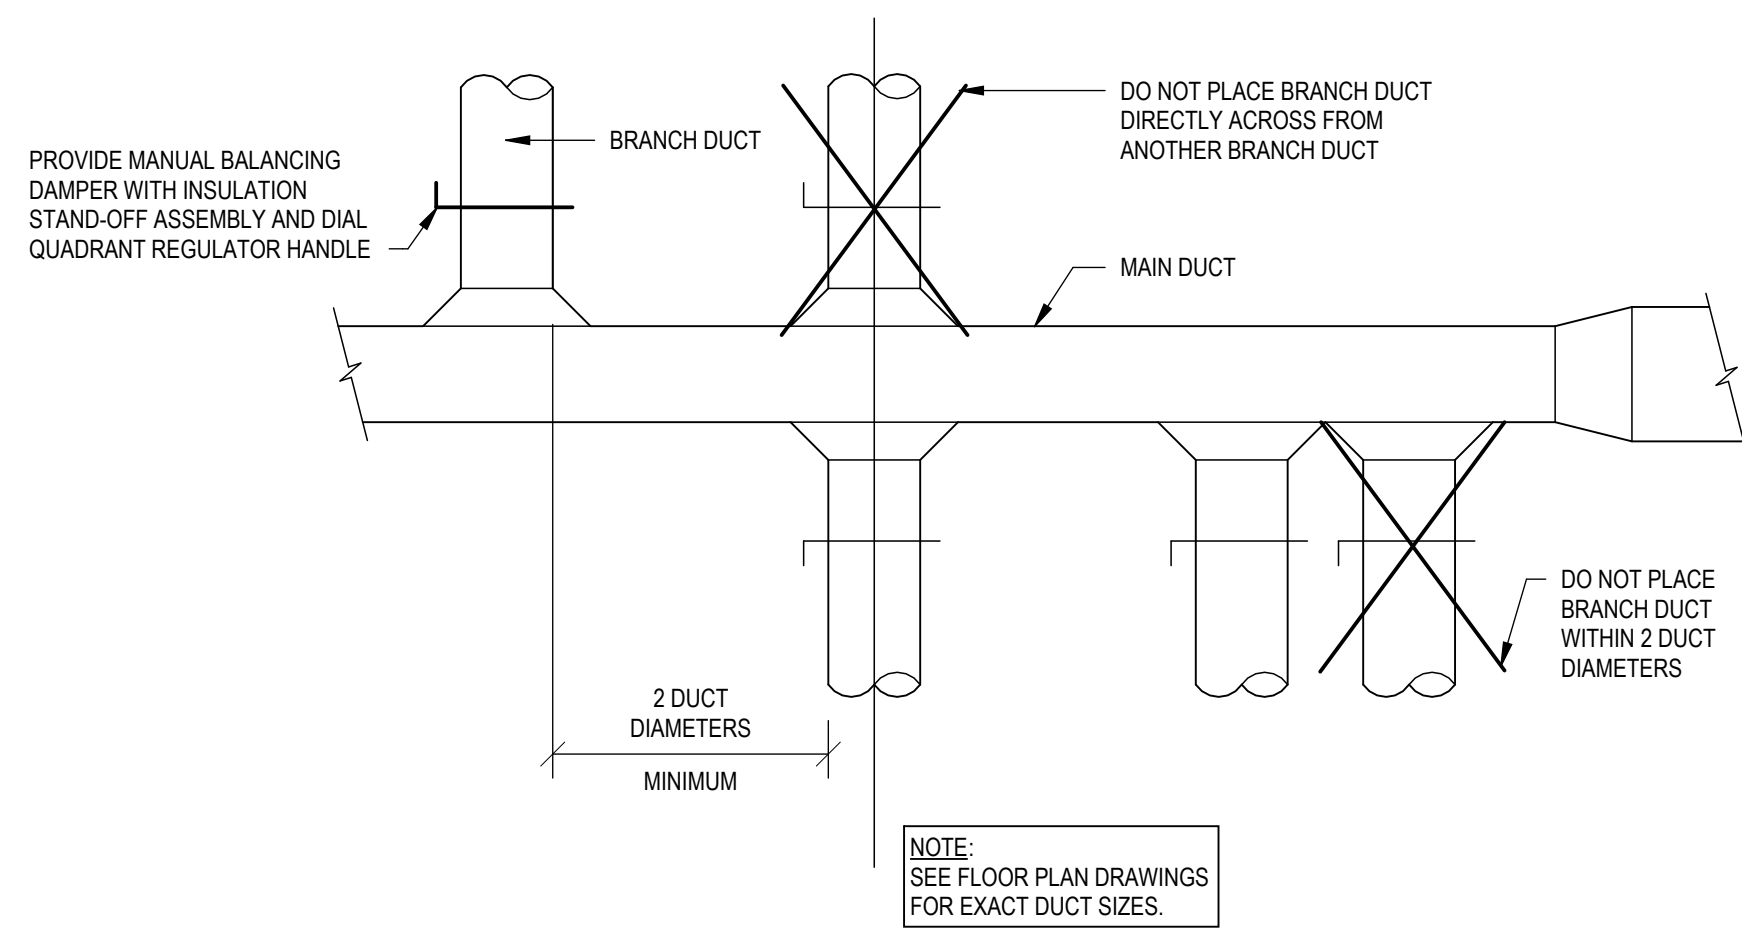 DO NOT PLACE BRANCH DUCT
DIRECTLY ACROSS FROM
ANOTHER BRANCH DUCT
BRANCH DUCT
PROVIDE MANUAL BALANCING
DAMPER WITH INSULATION
STAND-OFF ASSEMBLY AND DIAL
QUADRANT REGULATOR HANDLE
MAIN DUCT
DO NOT PLACE
BRANCH DUCT
WITHIN 2 DUCT
DIAMETERS
2 DUCT
DIAMETERS
MINIMUM
NOTE:
SEE FLOOR PLAN DRAWINGS
FOR EXACT DUCT SIZES.